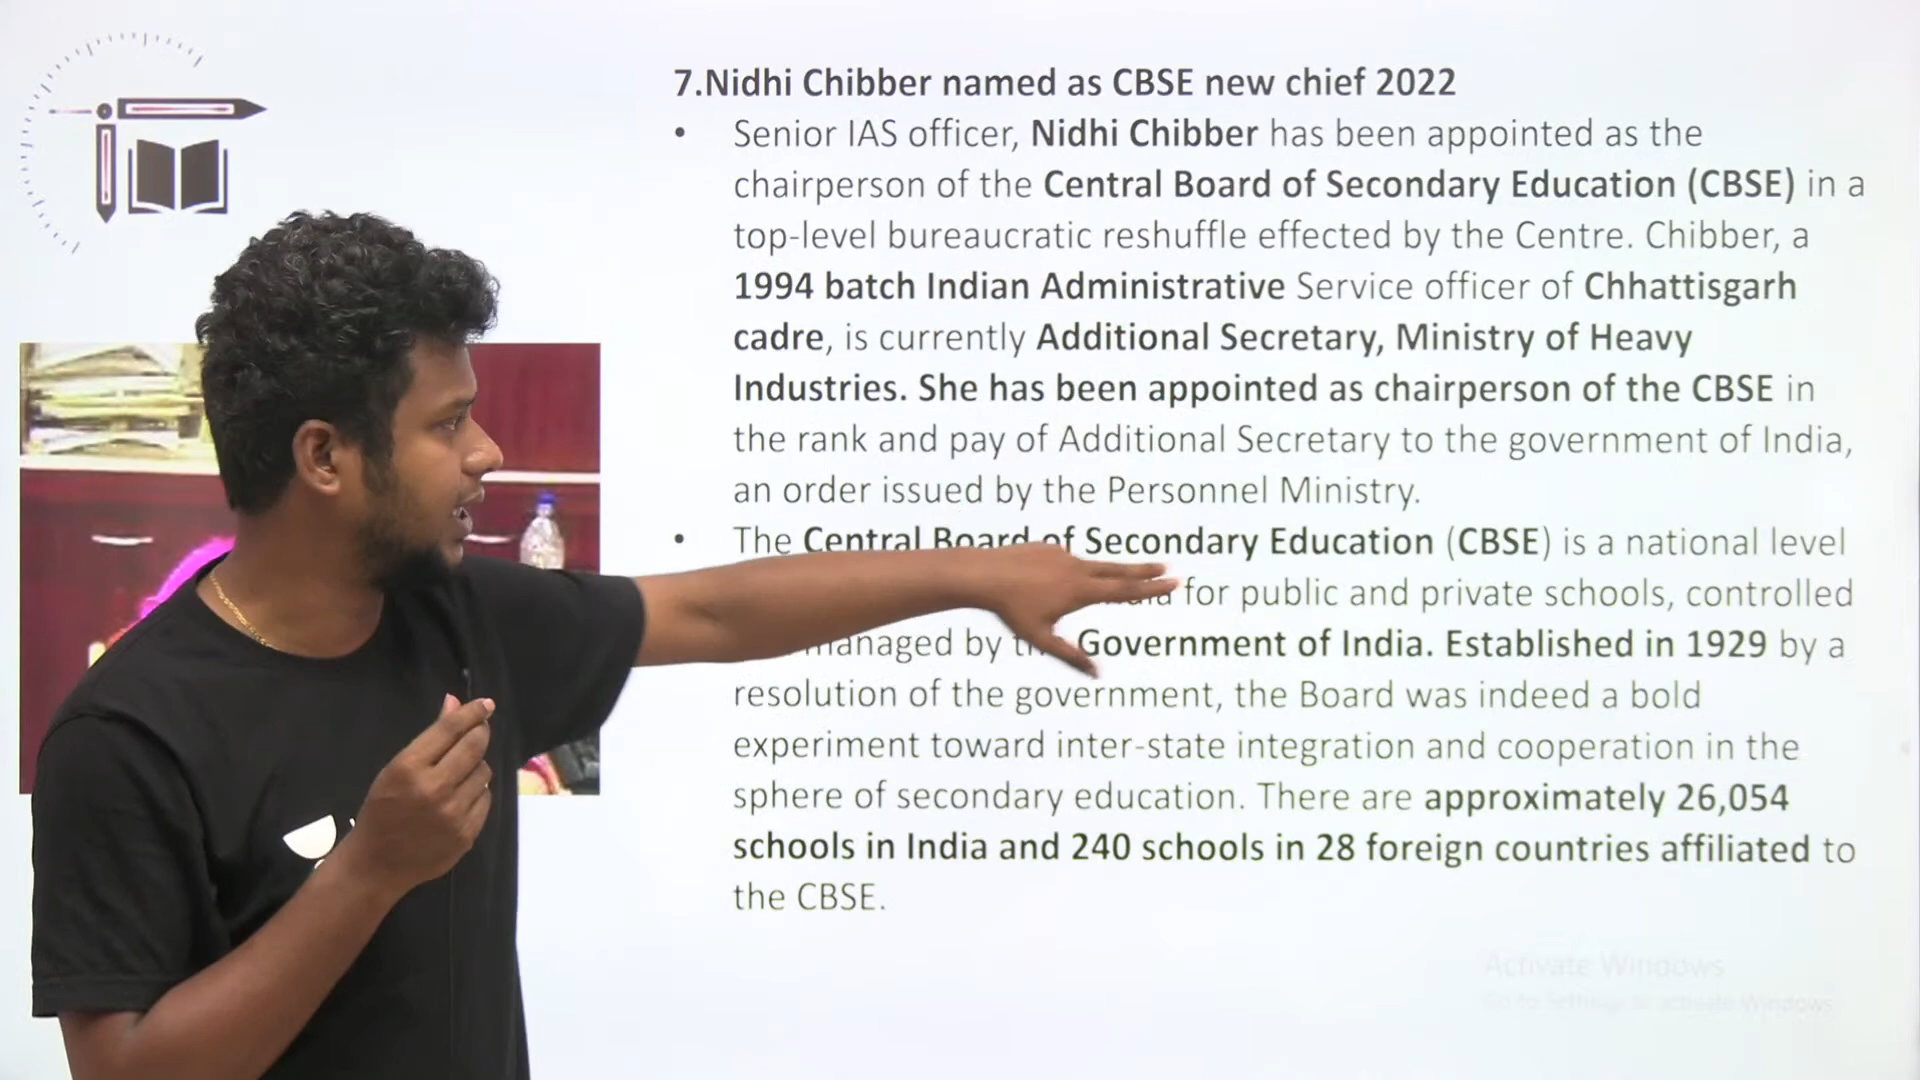 7.Nidhi Chibber named as CBSE new chief 2022
• Senior IAS officer, Nidhi Chibber has been appointed as the
chairperson of the Central Board of Secondary Education (CBSE) in a
top-level bureaucratic reshuffle effected by the Centre. Chibber, a
1994 batch Indian Administrative Service officer of Chhattisgarh
cadre, is currently Additional Secretary, Ministry of Heavy
Industries. She has been appointed as chairperson of the CBSE in
the rank and pay of Additional Secretary to the government of India,
an order issued by the Personnel Ministry.
• The Central Board of Secondary Education (CBSE) is a national level
for public and private schools, controlled
managed by the Government of India. Established in 1929 by a
resolution of the government, the Board was indeed a bold
experiment toward inter-state integration and cooperation in the
sphere of secondary education. There are approximately 26,054
schools in India and 240 schools in 28 foreign countries affiliated to
the CBSE.
Activate Windows
Go to Settings to activate Windows.